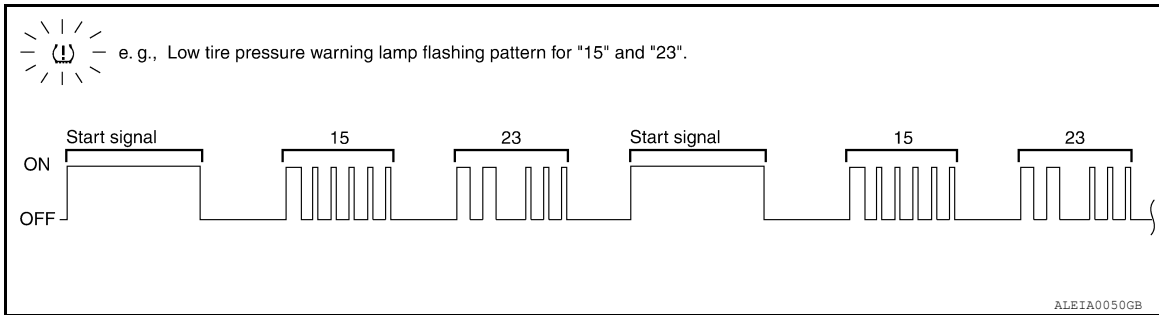 e. g., Low tire pressure warning lamp flashing pattern for "15" and "23".
Start signal 15 23 Start signal 15 23
ON
OFF
ALEIA0050GB